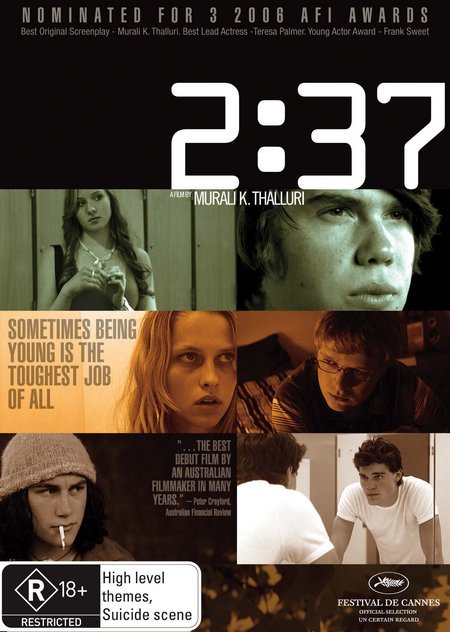 NOMINATED FOR 3 2006 AFI AWARDS
Best Original Screenplay - Murali K. Thalluri. Best Lead Actress -Teresa Palmer. Young Actor Award - Frank Sweet
2:37
A FILM BY MURALI K. THALLURI
SOMETIMES BEING
YOUNG IS THE
TOUGHEST JOB
OF ALL
"...THE BEST
DEBUT FILM BY
AN AUSTRALIAN
FILMMAKER IN MANY
YEARS." – Peter Crayford,
Australian Financial Review
R 18+
RESTRICTED
High level
themes,
Suicide scene
FESTIVAL DE CANNES
OFFICIAL SELECTION
UN CERTAIN REGARD